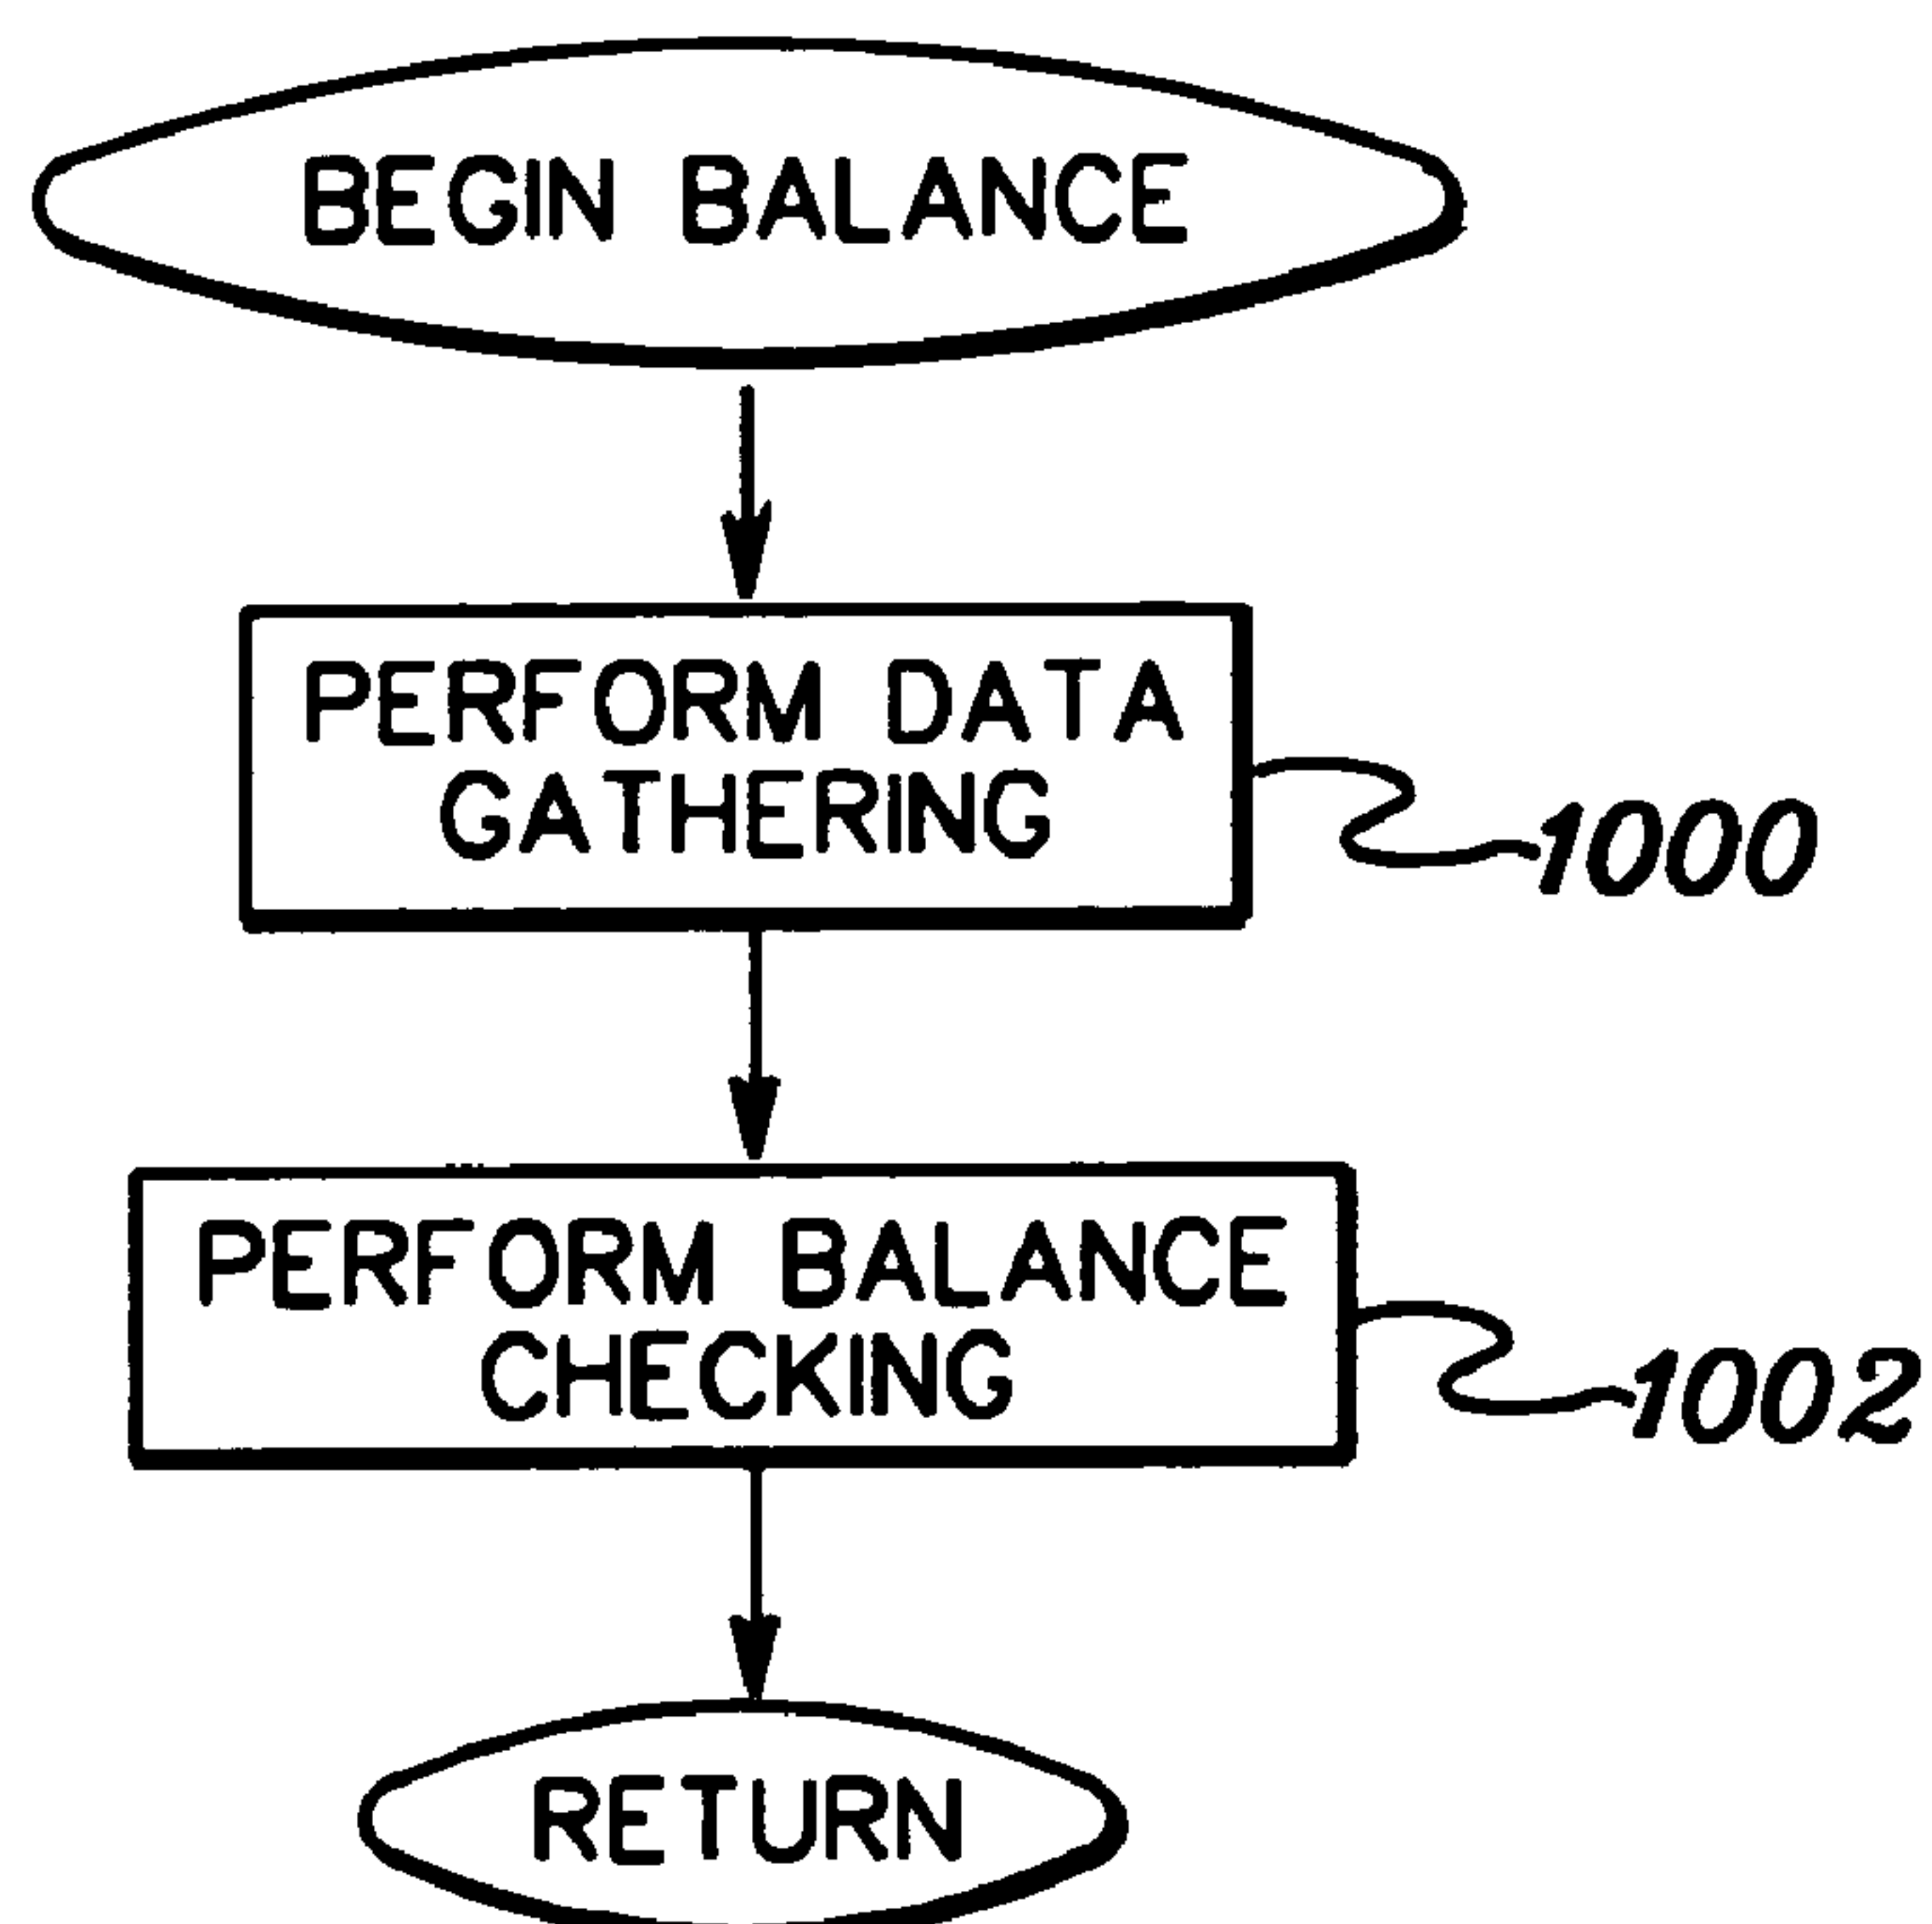 BEGIN BALANCE
PERFORM DATA
GATHERING
1000
PERFORM BALANCE
CHECKING
1002
RETURN